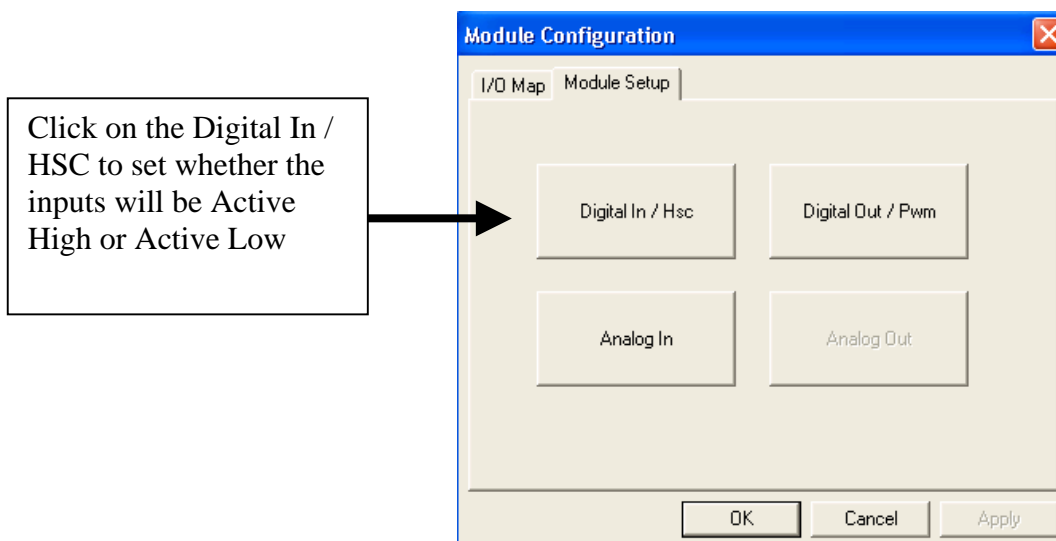 Module Configuration
I/O Map Module Setup
Click on the Digital In /
HSC to set whether the
inputs will be Active
High or Active Low
Digital In / Hsc
Digital Out / Pwm
Analog In
Analog Out
OK
Cancel
Apply